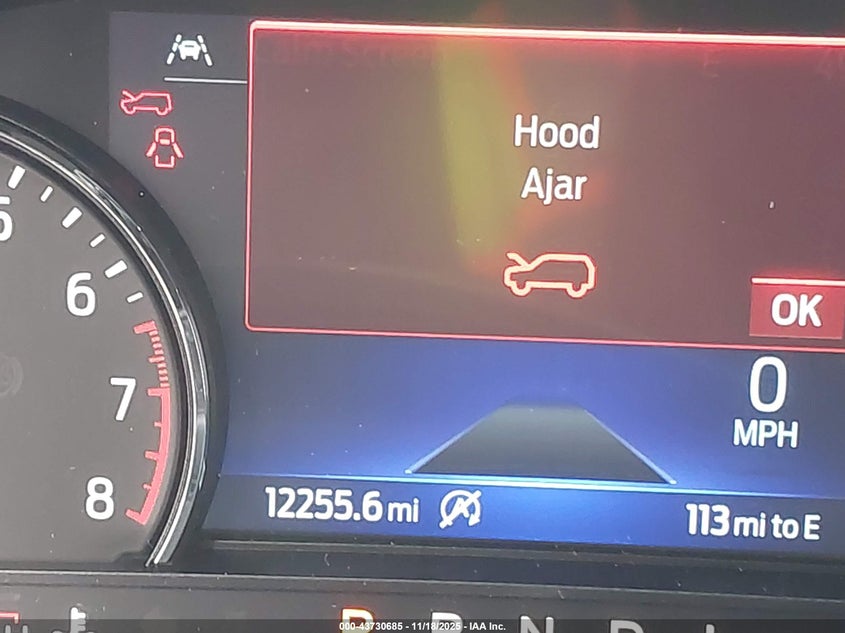 Hood
Ajar
OK
5
6
7
8
0
MPH
12255.6 mi
113 mi to E
P R N D L
000-43730685 - 11/18/2025 - IAA Inc.